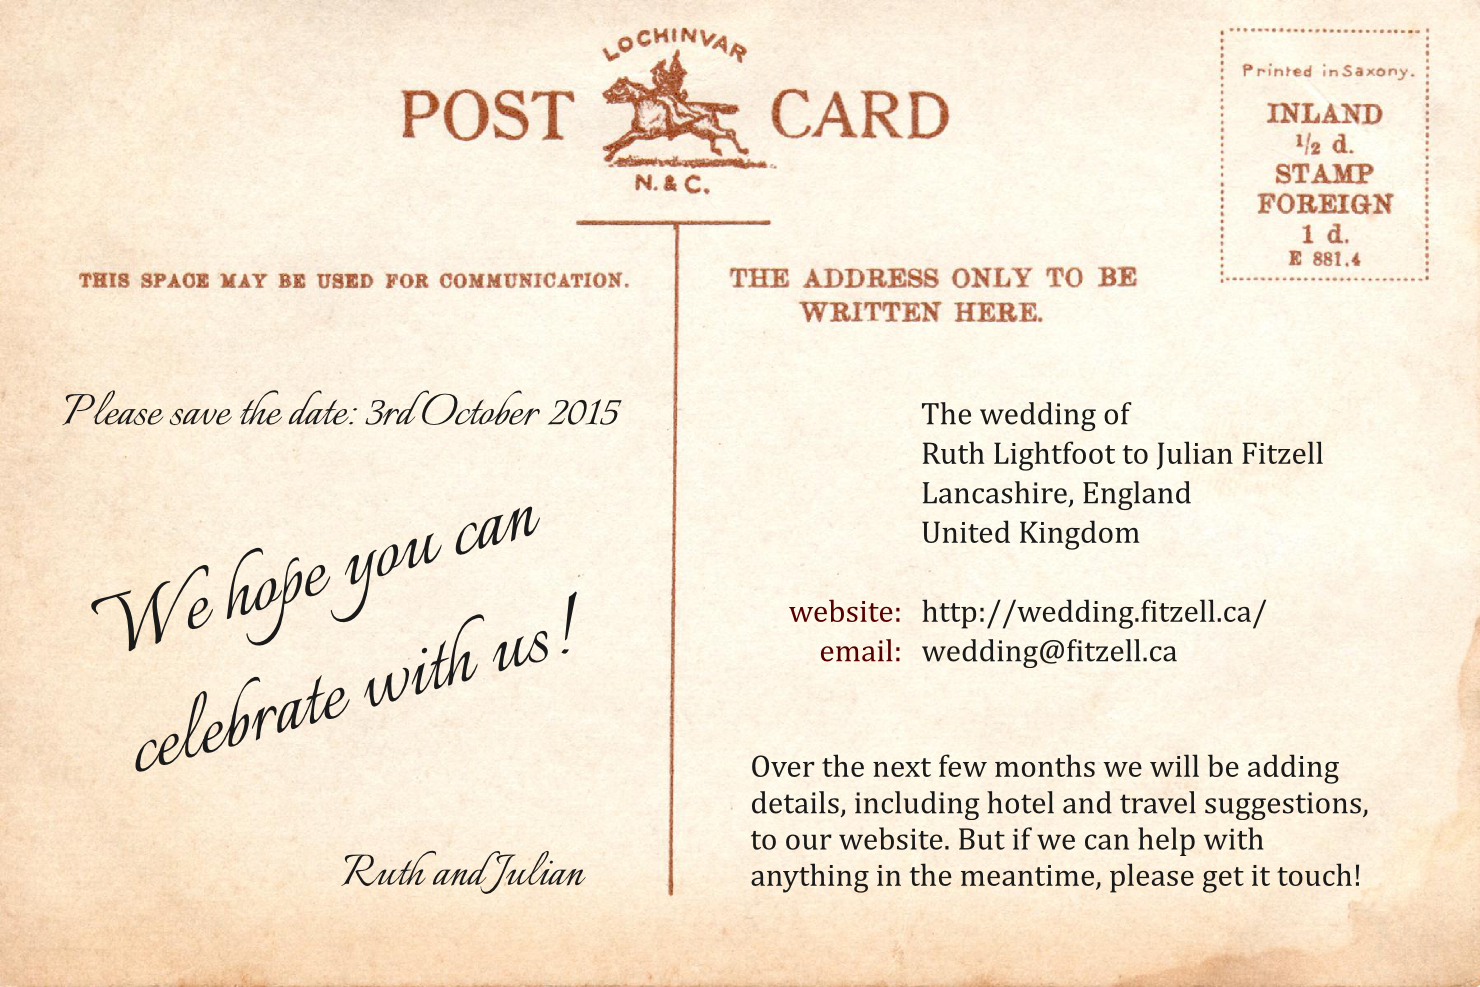 LOCHINVAR
POST CARD
N. & C.
Printed in Saxony.
INLAND
1/2 d.
STAMP
FOREIGN
1 d.
E 881.4
THIS SPACE MAY BE USED FOR COMMUNICATION.
THE ADDRESS ONLY TO BE
WRITTEN HERE.
Please save the date: 3rd October 2015
We hope you can
celebrate with us!
Ruth and Julian
The wedding of
Ruth Lightfoot to Julian Fitzell
Lancashire, England
United Kingdom
website: http://wedding.fitzell.ca/
email: wedding@fitzell.ca
Over the next few months we will be adding
details, including hotel and travel suggestions,
to our website. But if we can help with
anything in the meantime, please get it touch!